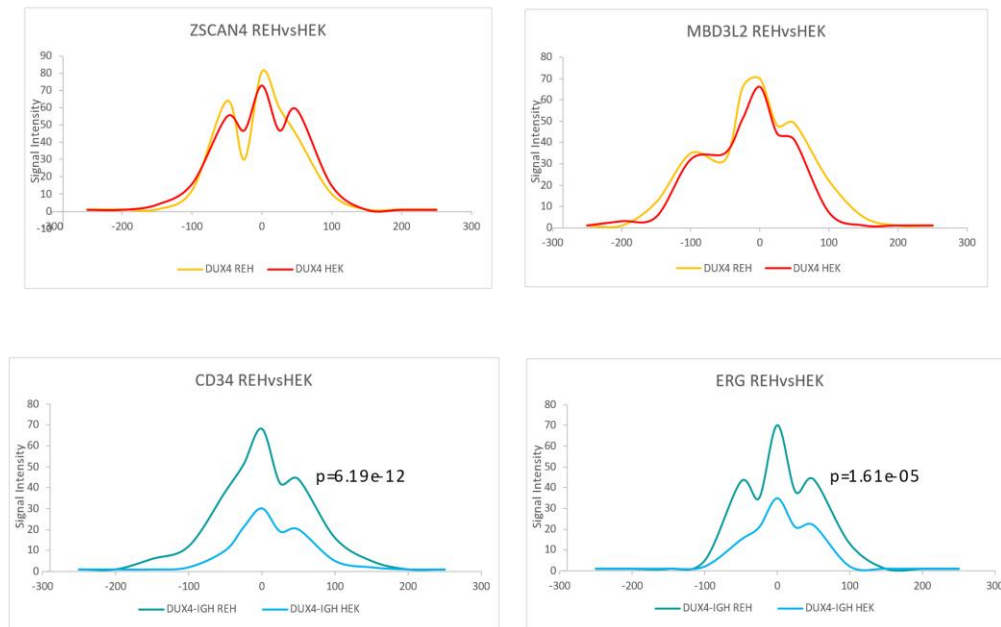 ZSCAN4 REHvsHEK
Signal Intensity
90
80
70
60
50
40
30
20
10
0
-10
-300 -200 -100 0 100 200 300
DUX4 REH DUX4 HEK
MBD3L2 REHvsHEK
Signal Intensity
80
70
60
50
40
30
20
10
0
-300 -200 -100 0 100 200 300
DUX4 REH DUX4 HEK
CD34 REHvsHEK
Signal Intensity
80
70
60
50
40
30
20
10
0
p=6.19e-12
-300 -200 -100 0 100 200 300
DUX4-IGH REH DUX4-IGH HEK
ERG REHvsHEK
Signal Intensity
80
70
60
50
40
30
20
10
0
p=1.61e-05
-300 -200 -100 0 100 200 300
DUX4-IGH REH DUX4-IGH HEK